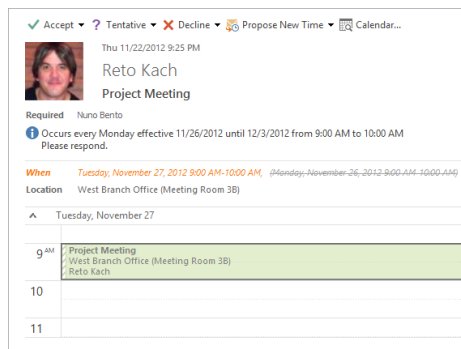 Accept ? Tentative Decline Propose New Time Calendar...
Thu 11/22/2012 9:25 PM
Reto Kach
Project Meeting
Required Nuno Bento
Occurs every Monday effective 11/26/2012 until 12/3/2012 from 9:00 AM to 10:00 AM
Please respond.
When Tuesday, November 27, 2012 9:00 AM-10:00 AM, (Monday, November 26, 2012 9:00 AM-10:00 AM)
Location West Branch Office (Meeting Room 3B)
Tuesday, November 27
9 AM Project Meeting
West Branch Office (Meeting Room 3B)
Reto Kach
10
11